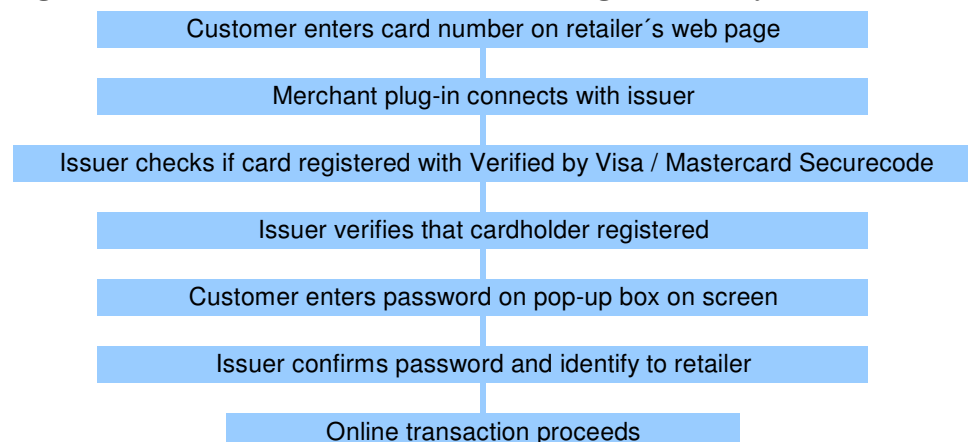 Customer enters card number on retailer´s web page
Merchant plug-in connects with issuer
Issuer checks if card registered with Verified by Visa / Mastercard Securecode
Issuer verifies that cardholder registered
Customer enters password on pop-up box on screen
Issuer confirms password and identify to retailer
Online transaction proceeds